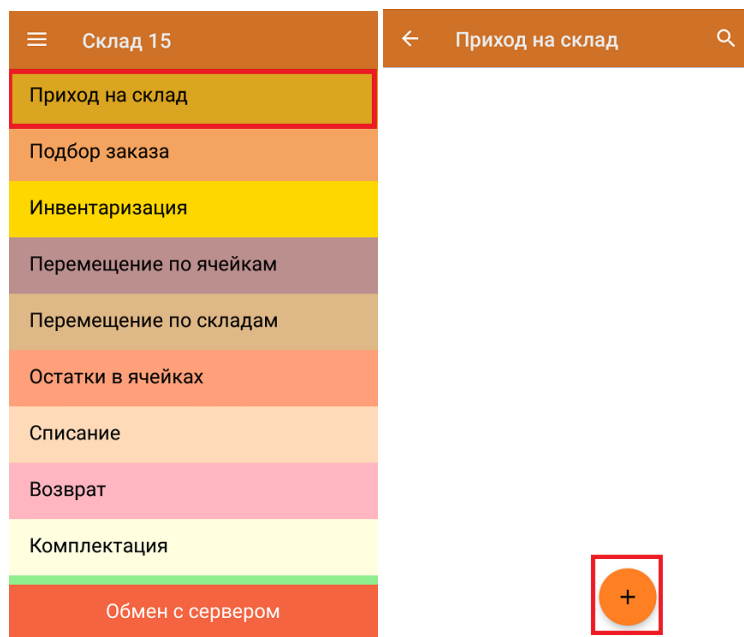 Склад 15
Приход на склад
Подбор заказа
Инвентаризация
Перемещение по ячейкам
Перемещение по складам
Остатки в ячейках
Списание
Возврат
Комплектация
Обмен с сервером
Приход на склад
+